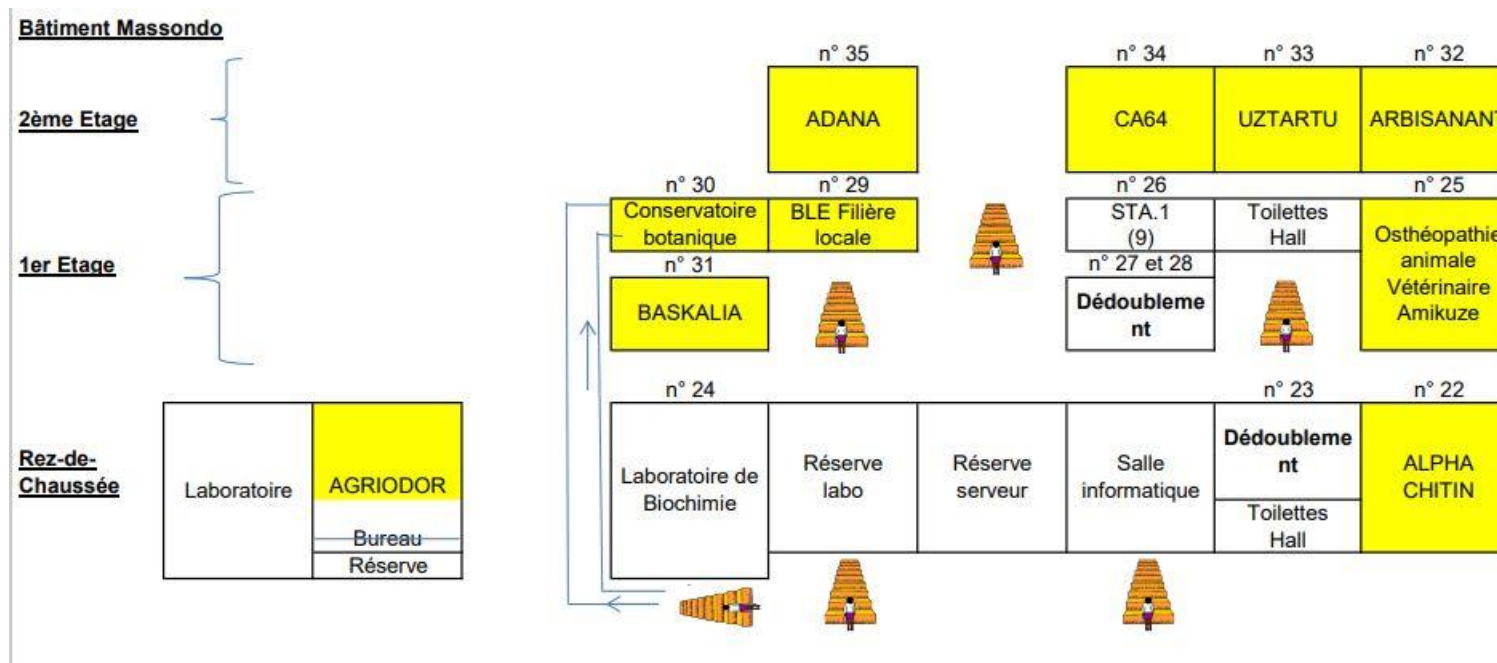 Bâtiment Massondo
n° 35
n° 34
n° 33
n° 32
2ème Etage
ADANA
CA64
UZTARTU
ARBISANANT
n° 30
n° 29
n° 26
n° 25
Conservatoire
botanique
BLE Filière
locale
STA.1
(9)
Toilettes
Hall
Osthéopathie
animale
Vétérinaire
Amikuze
1er Etage
n° 31
n° 27 et 28
BASKALIA
Dédoubleme
nt
n° 24
n° 23
n° 22
Rez-de-
Chaussée
Laboratoire
AGRIODOR
Bureau
Réserve
Laboratoire de
Biochimie
Réserve
labo
Réserve
serveur
Salle
informatique
Dédoubleme
nt
Toilettes
Hall
ALPHA
CHITIN